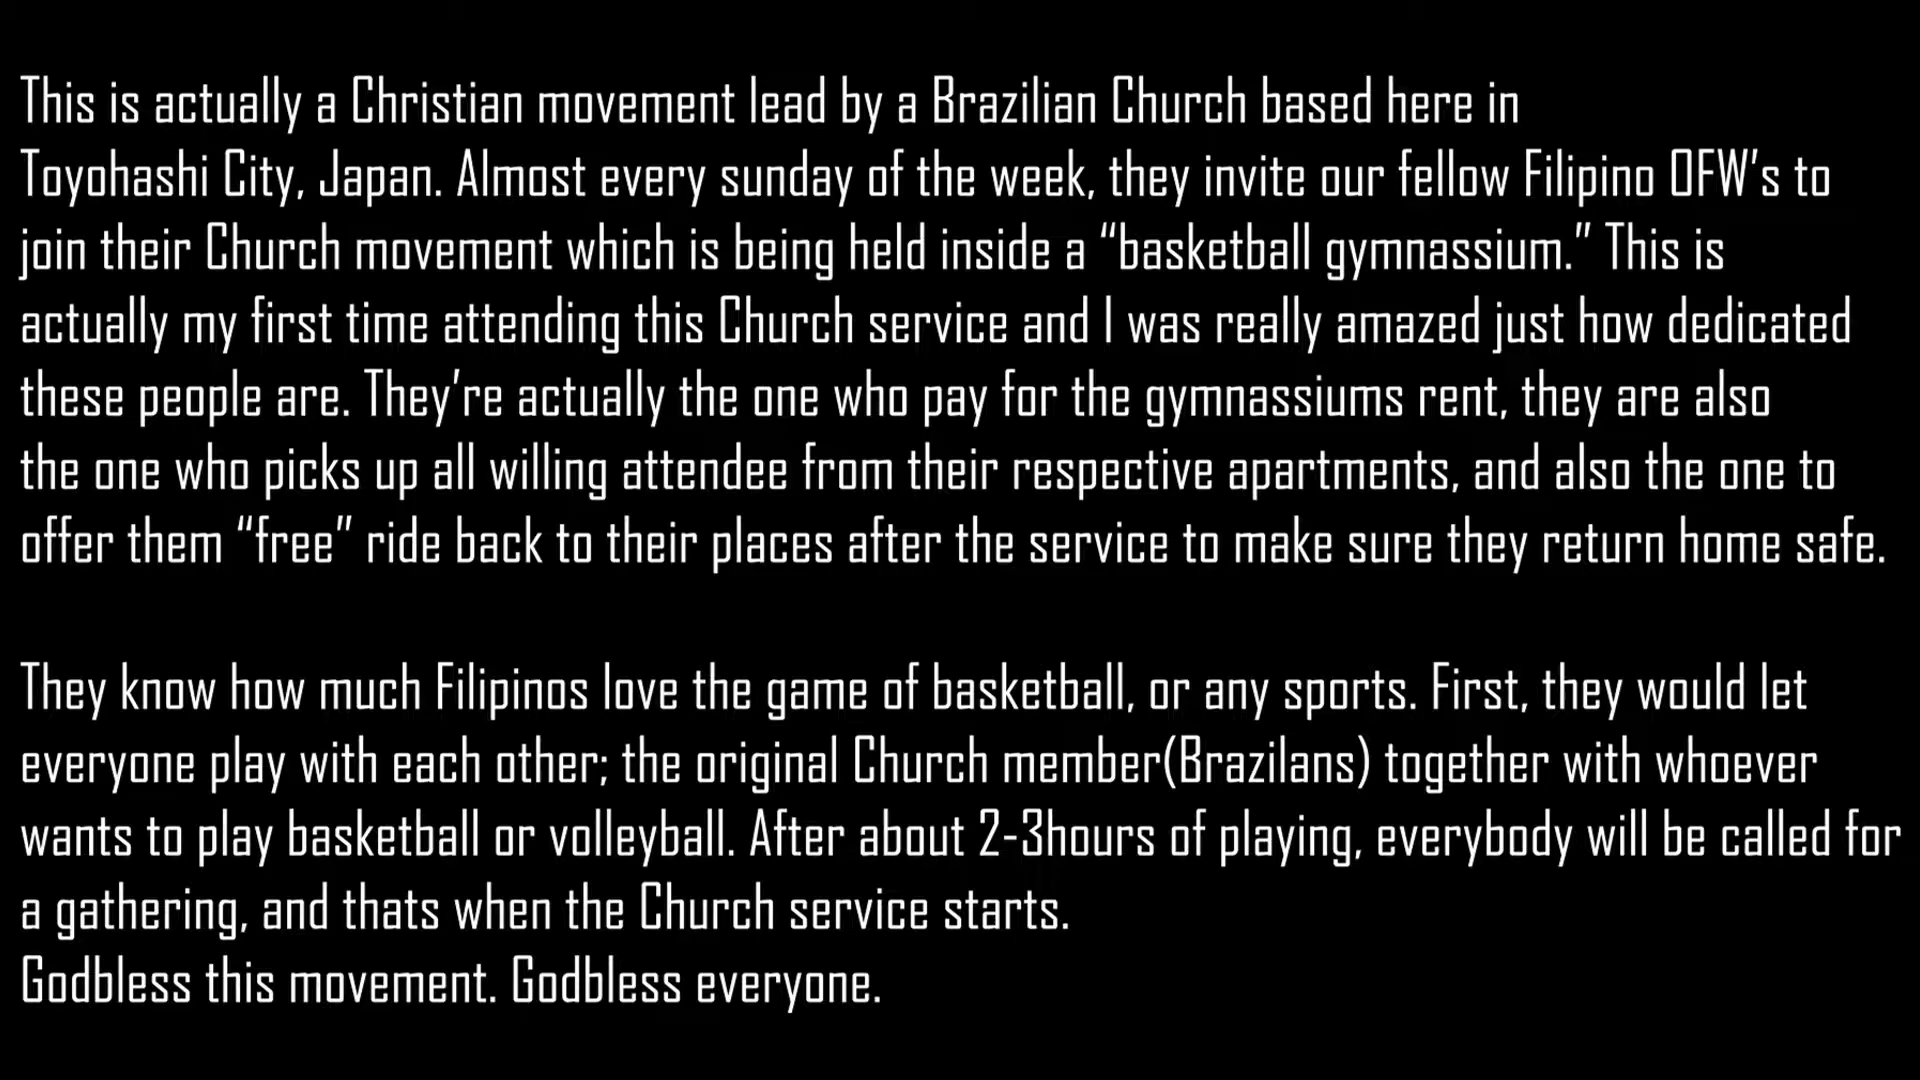 This is actually a Christian movement lead by a Brazilian Church based here in
Toyohashi City, Japan. Almost every sunday of the week, they invite our fellow Filipino OFW's to
join their Church movement which is being held inside a “basketball gymnassium.” This is
actually my first time attending this Church service and I was really amazed just how dedicated
these people are. They're actually the one who pay for the gymnassiums rent, they are also
the one who picks up all willing attendee from their respective apartments, and also the one to
offer them “free” ride back to their places after the service to make sure they return home safe.
They know how much Filipinos love the game of basketball, or any sports. First, they would let
everyone play with each other; the original Church member(Brazilans) together with whoever
wants to play basketball or volleyball. After about 2-3hours of playing, everybody will be called for
a gathering, and thats when the Church service starts.
Godbless this movement. Godbless everyone.